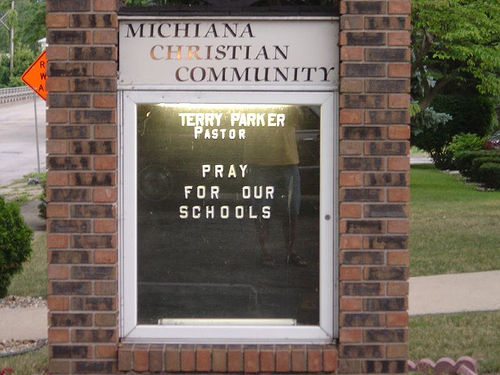 MICHIANA
CHRISTIAN
COMMUNITY
TERRY PARKER
PASTOR
PRAY
FOR OUR
SCHOOLS